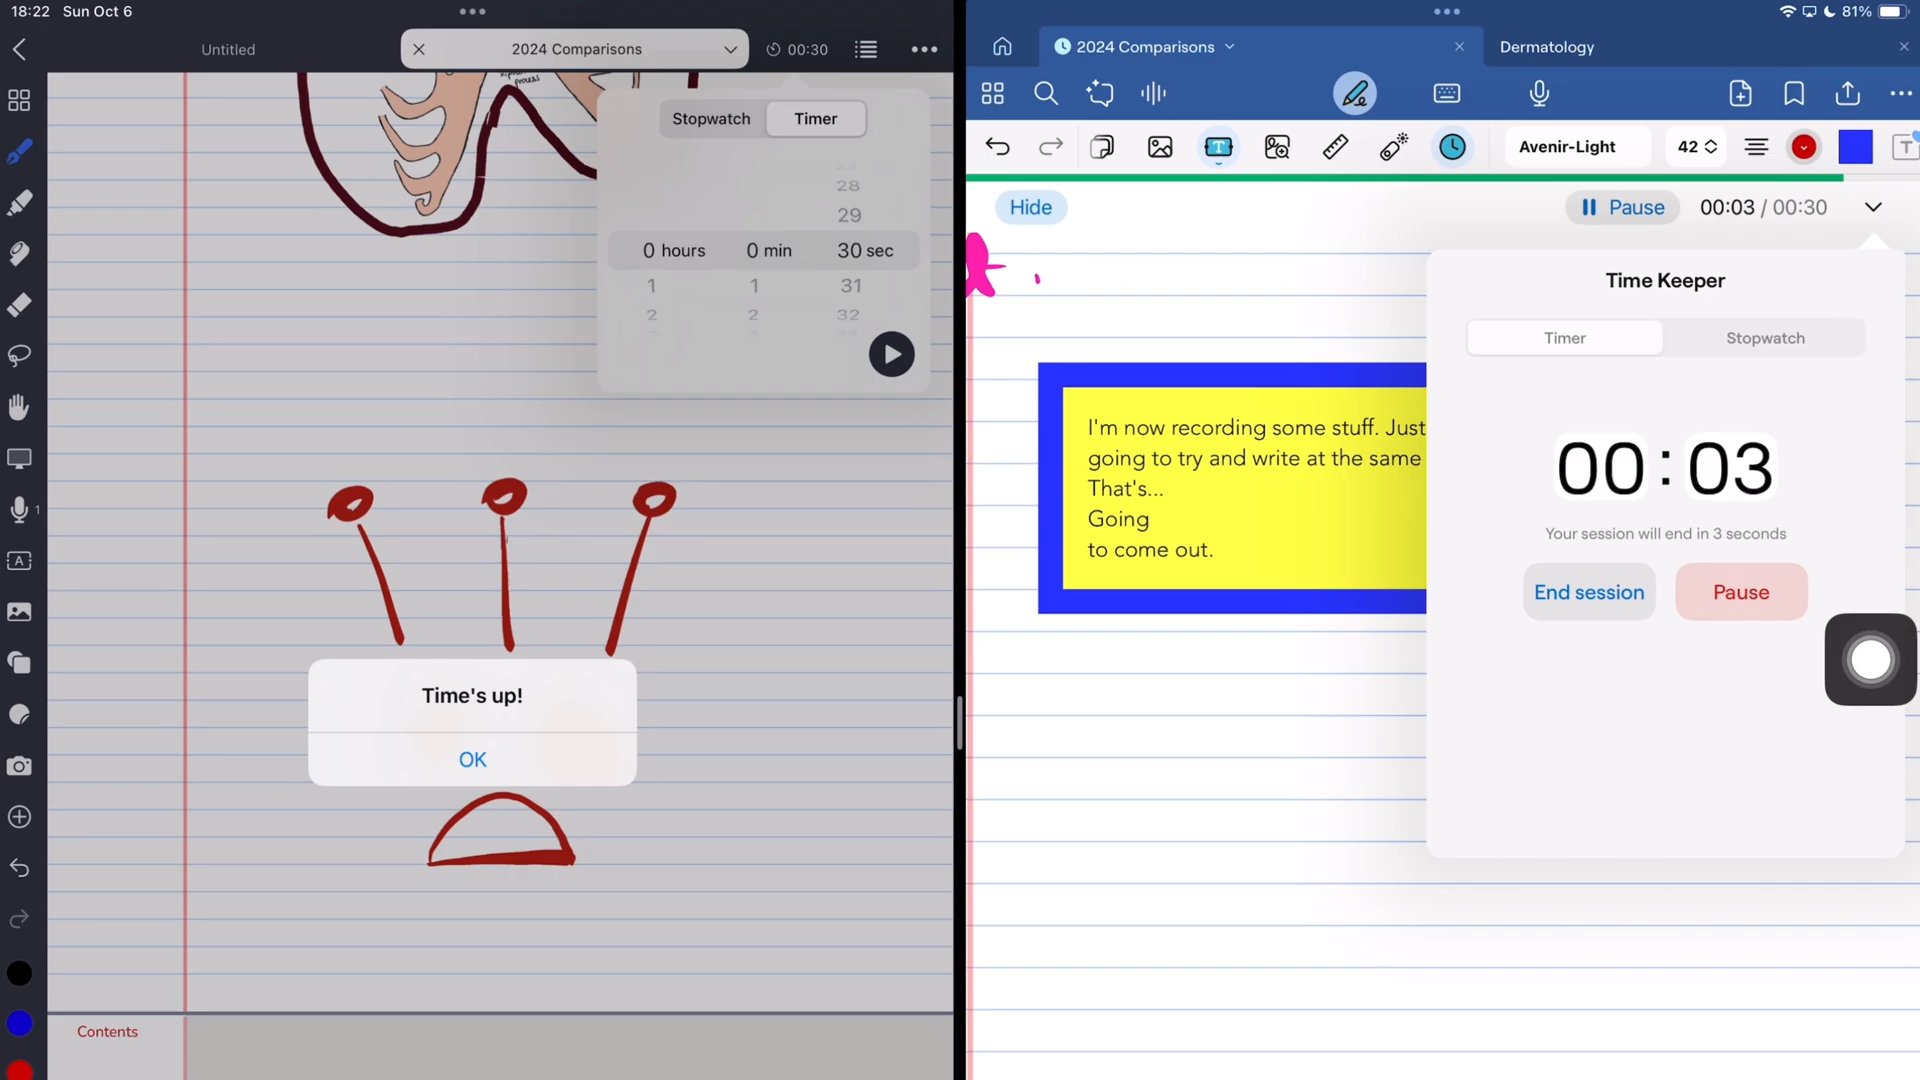 18:22 Sun Oct 6
81%
Untitled
2024 Comparisons
00:30
2024 Comparisons
Dermatology
process
Stopwatch
Timer
28
29
0 hours 0 min 30 sec
1 1 31
2 2 32
T
Avenir-Light
42
T
Hide
Pause
00:03 / 00:30
Time Keeper
Timer
Stopwatch
00:03
Your session will end in 3 seconds
End session
Pause
I'm now recording some stuff. Just
going to try and write at the same
That's...
Going
to come out.
1
A
Time's up!
OK
Contents